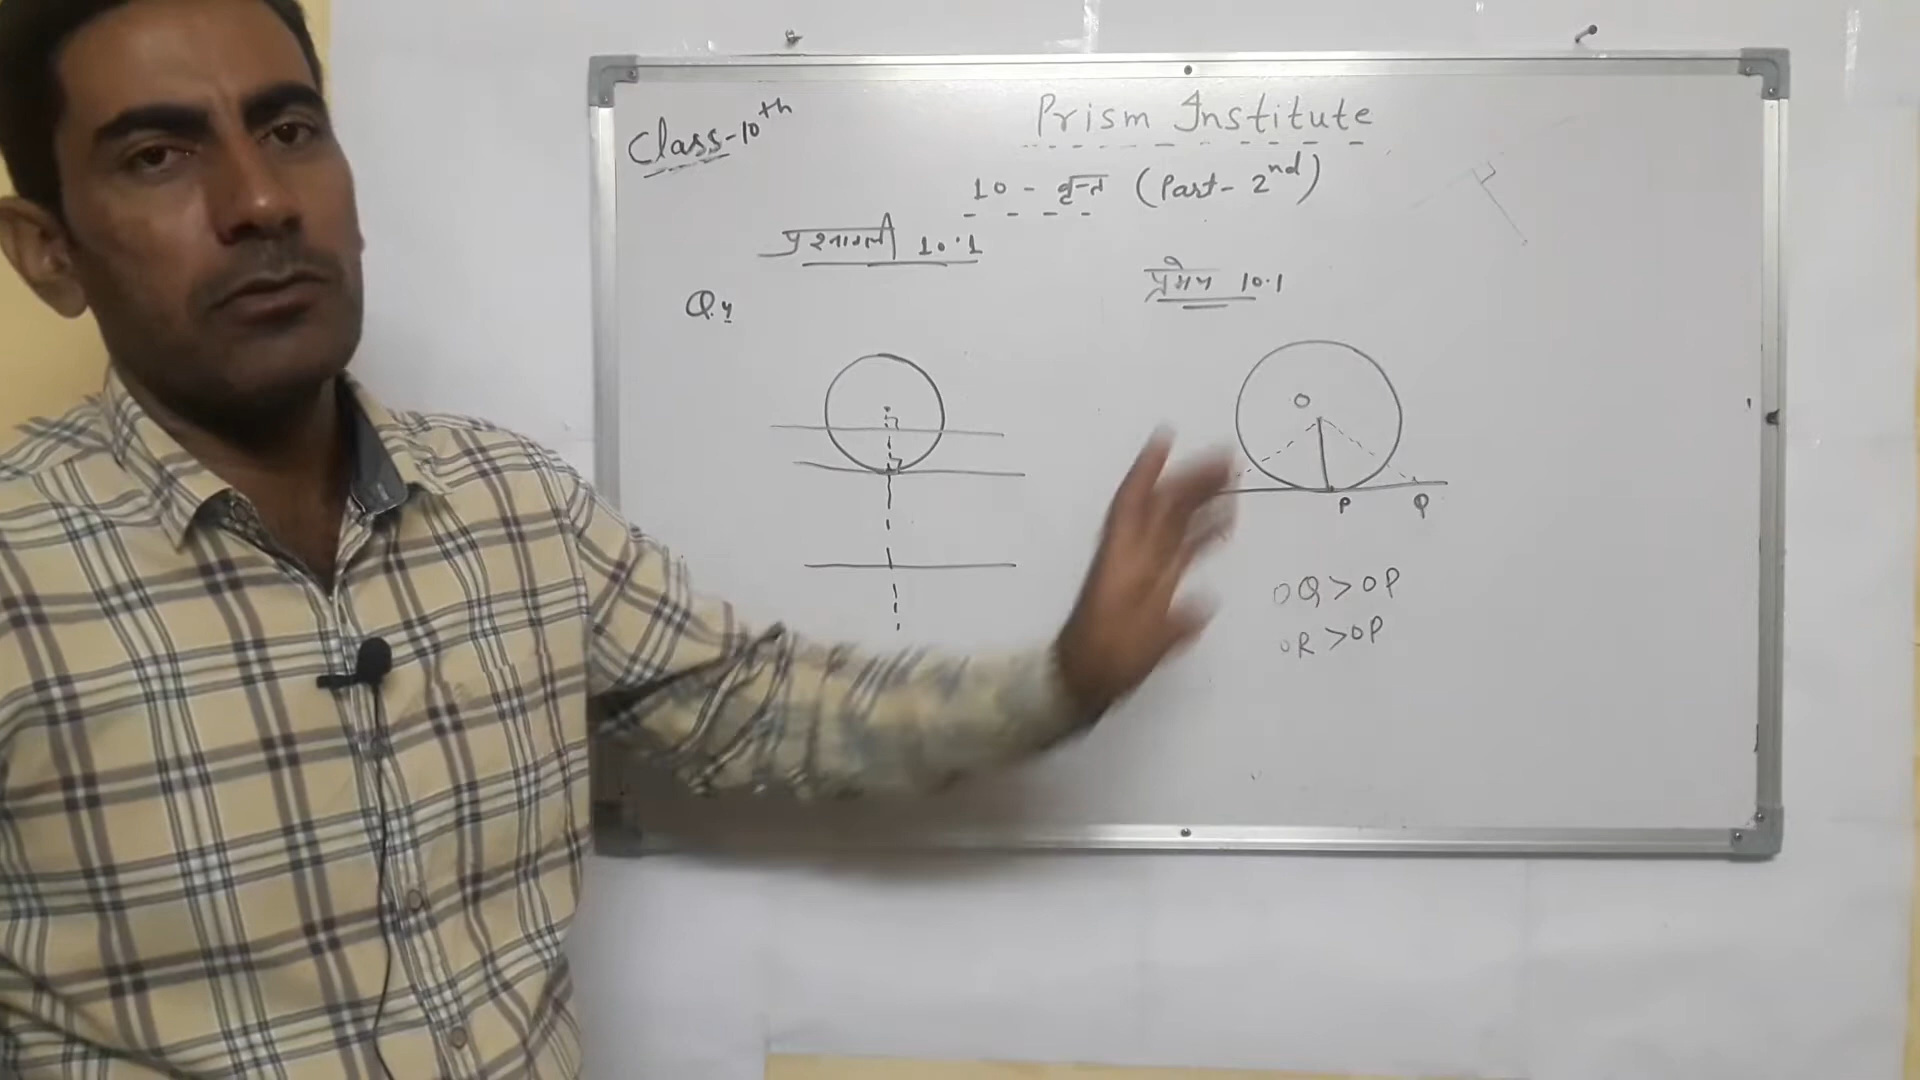 Class-10th
Prism Institute
10 - वृत्त (Part- 2nd)
प्रश्नावली 10.1
Q.4
प्रमेय 10.1
O
P
Q
OQ > OP
OR > OP